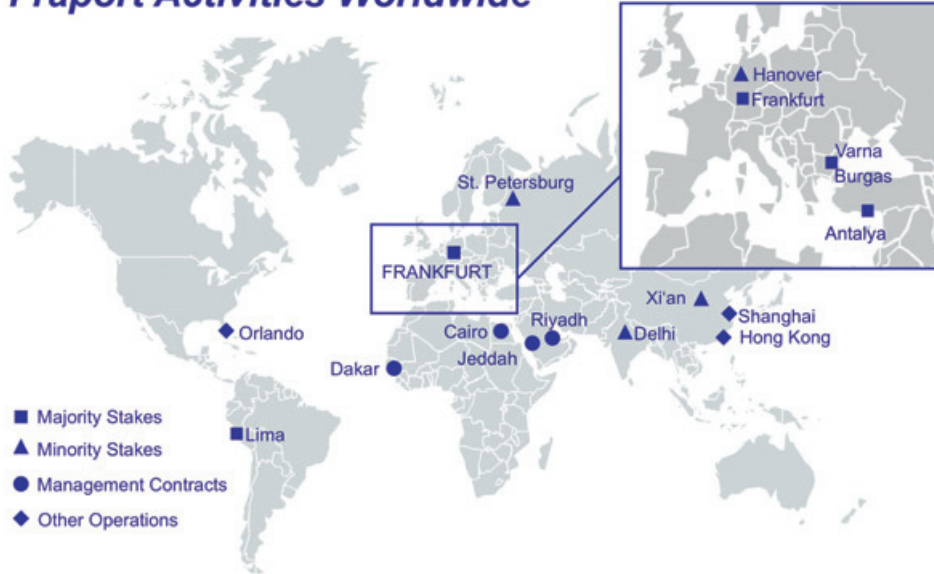 Fraport Activities Worldwide
Hanover
Frankfurt
Varna
Burgas
Antalya
St. Petersburg
FRANKFURT
Xi'an
Shanghai
Orlando
Cairo
Riyadh
Delhi
Hong Kong
Jeddah
Dakar
Majority Stakes
Lima
Minority Stakes
Management Contracts
Other Operations